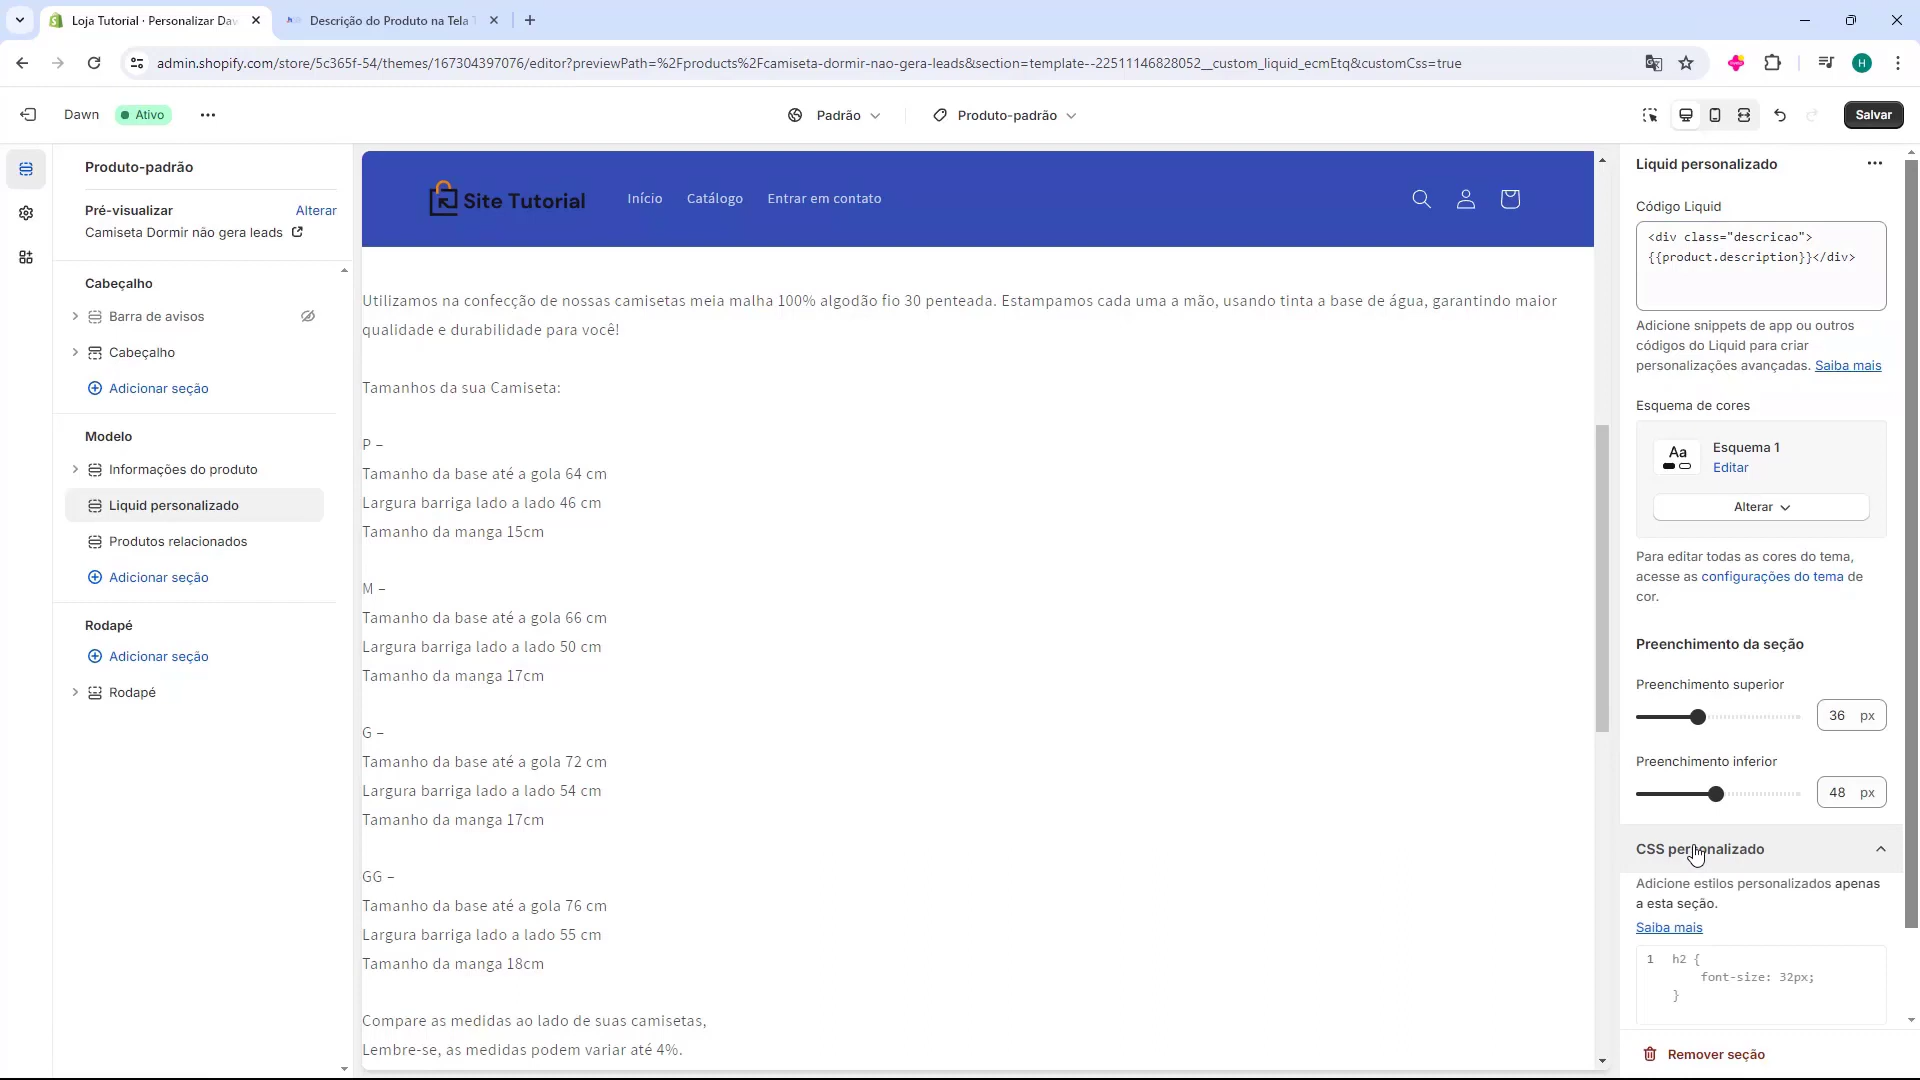 Loja Tutorial · Personalizar Daw
Descrição do Produto na Tela T
admin.shopify.com/store/5c365f-54/themes/167304397076/editor?previewPath=%2Fproducts%2Fcamiseta-dormir-nao-gera-leads&section=template--22511146828052__custom_liquid_ecmEtq&customCss=true
H
Dawn
Ativo
Padrão
Produto-padrão
Salvar
Produto-padrão
Pré-visualizar
Alterar
Camiseta Dormir não gera leads
Cabeçalho
Barra de avisos
Cabeçalho
Adicionar seção
Modelo
Informações do produto
Liquid personalizado
Produtos relacionados
Adicionar seção
Rodapé
Adicionar seção
Rodapé
Site Tutorial
Início
Catálogo
Entrar em contato
Utilizamos na confecção de nossas camisetas meia malha 100% algodão fio 30 penteada. Estampamos cada uma a mão, usando tinta a base de água, garantindo maior
qualidade e durabilidade para você!
Tamanhos da sua Camiseta:
P –
Tamanho da base até a gola 64 cm
Largura barriga lado a lado 46 cm
Tamanho da manga 15cm
M –
Tamanho da base até a gola 66 cm
Largura barriga lado a lado 50 cm
Tamanho da manga 17cm
G –
Tamanho da base até a gola 72 cm
Largura barriga lado a lado 54 cm
Tamanho da manga 17cm
GG –
Tamanho da base até a gola 76 cm
Largura barriga lado a lado 55 cm
Tamanho da manga 18cm
Compare as medidas ao lado de suas camisetas,
Lembre-se, as medidas podem variar até 4%.
Liquid personalizado
Código Liquid
<div class="descricao">
{{product.description}}</div>
Adicione snippets de app ou outros
códigos do Liquid para criar
personalizações avançadas. Saiba mais
Esquema de cores
Aa
Esquema 1
Editar
Alterar
Para editar todas as cores do tema,
acesse as configurações do tema de
cor.
Preenchimento da seção
Preenchimento superior
36 px
Preenchimento inferior
48 px
CSS personalizado
Adicione estilos personalizados apenas
a esta seção.
Saiba mais
1 h2 {
font-size: 32px;
}
Remover seção